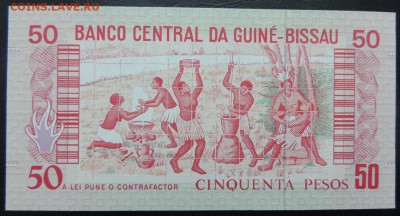 COINS.LAVE.RU
50 BANCO CENTRAL DA GUINÉ-BISSAU 50
50 A LEI PUNE O CONTRAFACTOR CINQUENTA PESOS 50